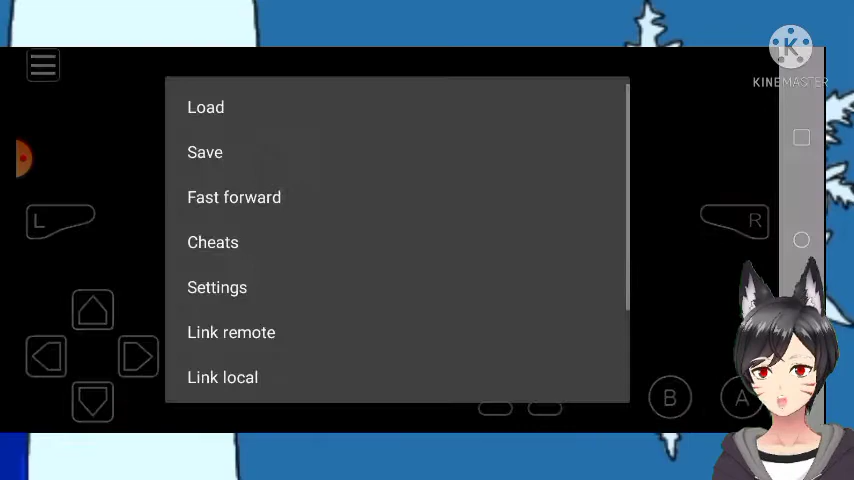 K
KINEMASTER
Load
Save
Fast forward
Cheats
Settings
Link remote
Link local
L
R
B
A